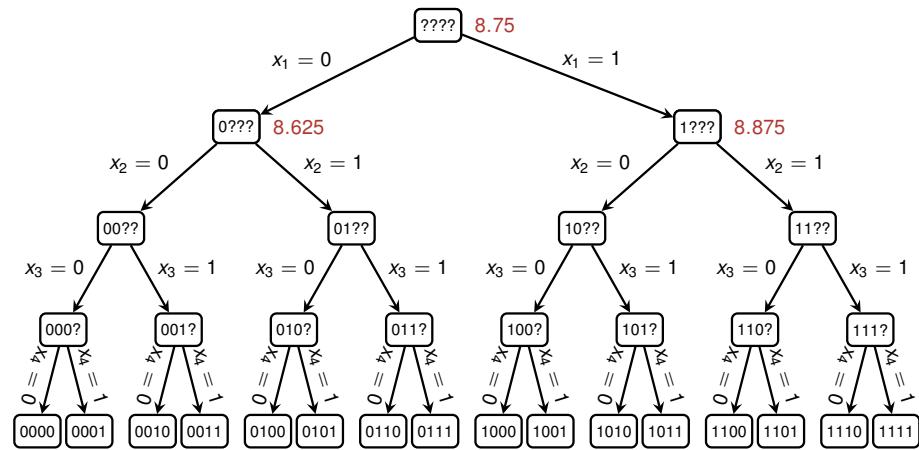 ???? 8.75
x₁ = 0 x₁ = 1
0??? 8.625 1??? 8.875
x₂ = 0 x₂ = 1 x₂ = 0 x₂ = 1
00?? 01?? 10?? 11??
x₃ = 0 x₃ = 1 x₃ = 0 x₃ = 1 x₃ = 0 x₃ = 1 x₃ = 0 x₃ = 1
000? 001? 010? 011? 100? 101? 110? 111?
x₄ = 0 x₄ = 1 x₄ = 0 x₄ = 1 x₄ = 0 x₄ = 1 x₄ = 0 x₄ = 1 x₄ = 0 x₄ = 1 x₄ = 0 x₄ = 1 x₄ = 0 x₄ = 1 x₄ = 0 x₄ = 1
0000 0001 0010 0011 0100 0101 0110 0111 1000 1001 1010 1011 1100 1101 1110 1111